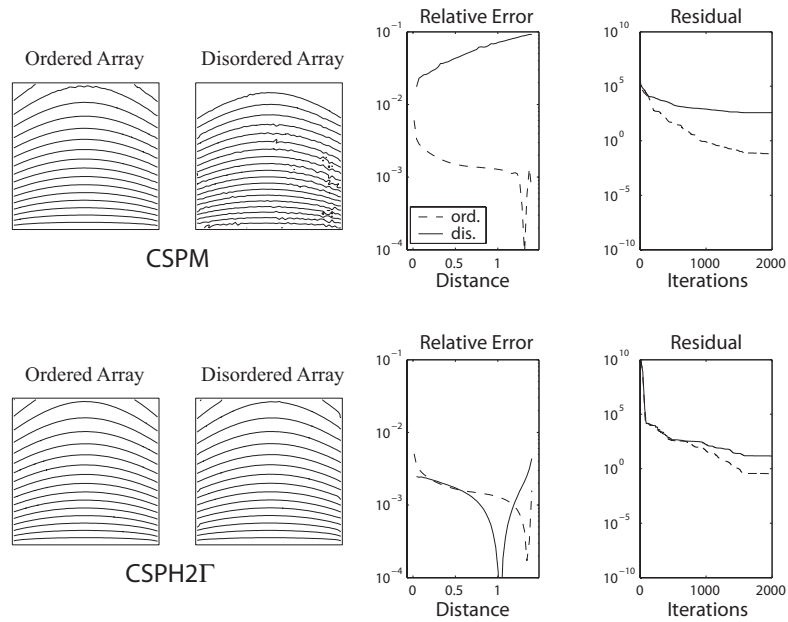 Relative Error
Residual
Ordered Array
Disordered Array
10^-1
10^-2
10^-3
10^-4
ord.
dis.
0
0.5
1
Distance
10^10
10^5
10^0
10^-5
10^-10
0
1000
2000
Iterations
CSPM
Relative Error
Residual
Ordered Array
Disordered Array
10^-1
10^-2
10^-3
10^-4
0
0.5
1
Distance
10^10
10^5
10^0
10^-5
10^-10
0
1000
2000
Iterations
CSPH2Γ